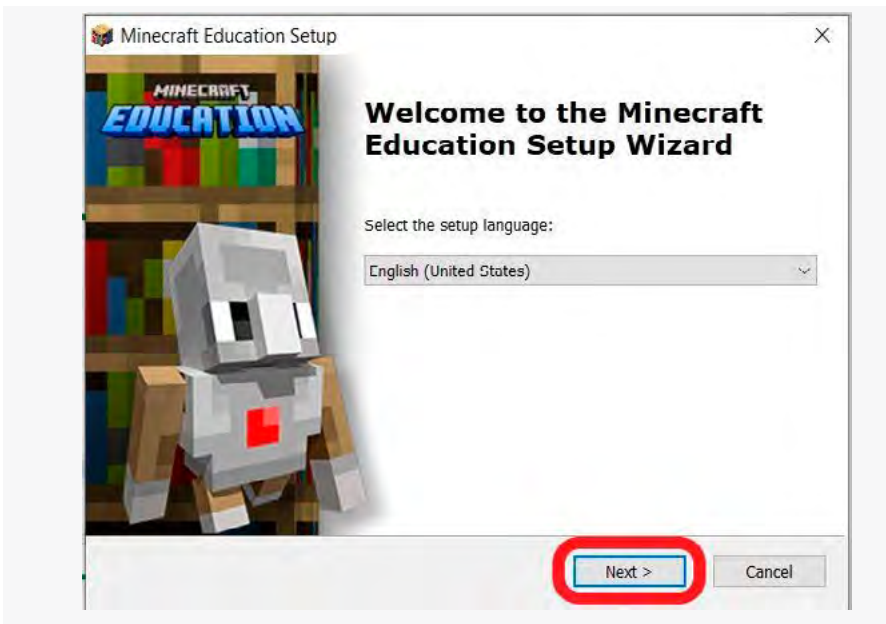 Minecraft Education Setup
MINECRAFT
EDUCATION
Welcome to the Minecraft
Education Setup Wizard
Select the setup language:
English (United States)
Next >
Cancel